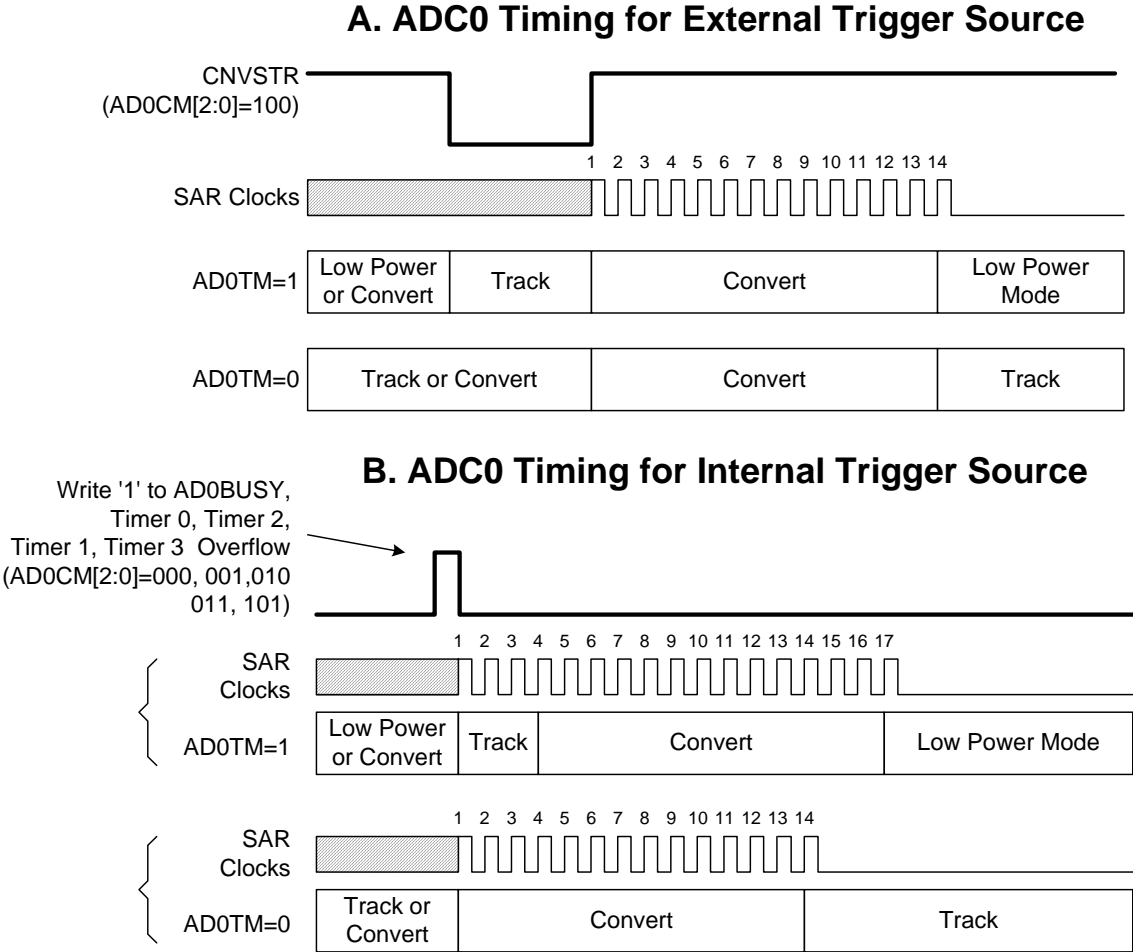 A. ADC0 Timing for External Trigger Source
CNVSTR
(AD0CM[2:0]=100)
1 2 3 4 5 6 7 8 9 10 11 12 13 14
SAR Clocks
AD0TM=1
Low Power
or Convert
Track
Convert
Low Power
Mode
AD0TM=0
Track or Convert
Convert
Track
B. ADC0 Timing for Internal Trigger Source
Write '1' to AD0BUSY,
Timer 0, Timer 2,
Timer 1, Timer 3 Overflow
(AD0CM[2:0]=000, 001,010
011, 101)
1 2 3 4 5 6 7 8 9 10 11 12 13 14 15 16 17
SAR
Clocks
AD0TM=1
Low Power
or Convert
Track
Convert
Low Power Mode
1 2 3 4 5 6 7 8 9 10 11 12 13 14
SAR
Clocks
AD0TM=0
Track or
Convert
Convert
Track